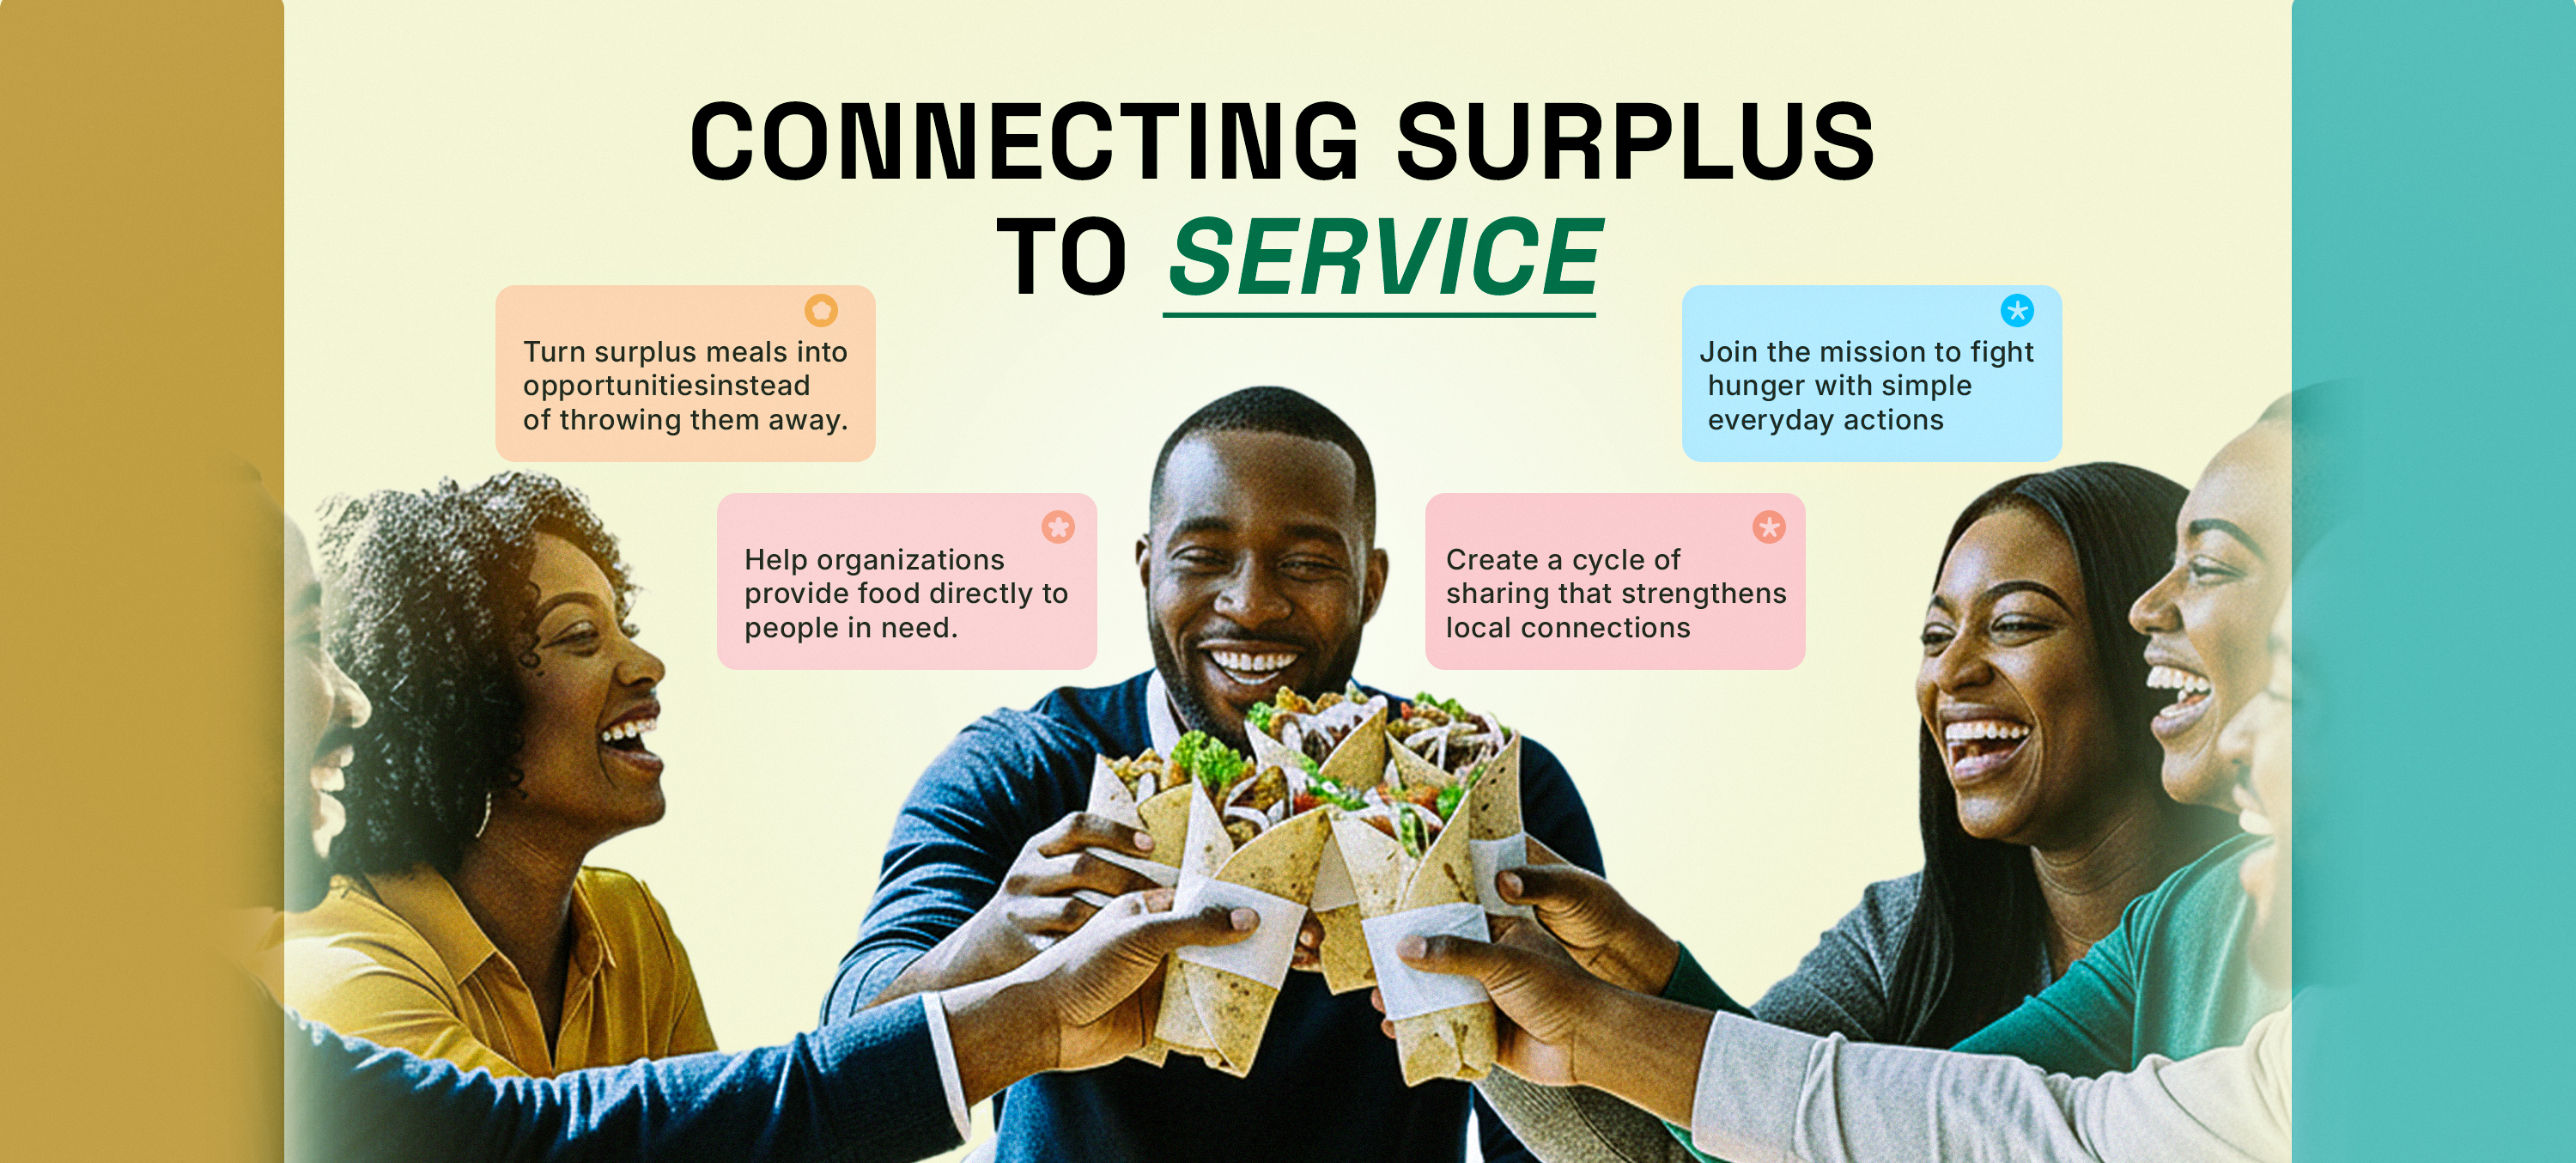 CONNECTING SURPLUS
TO SERVICE
Turn surplus meals into
opportunitiesinstead
of throwing them away.
Help organizations
provide food directly to
people in need.
Create a cycle of
sharing that strengthens
local connections
Join the mission to fight
hunger with simple
everyday actions